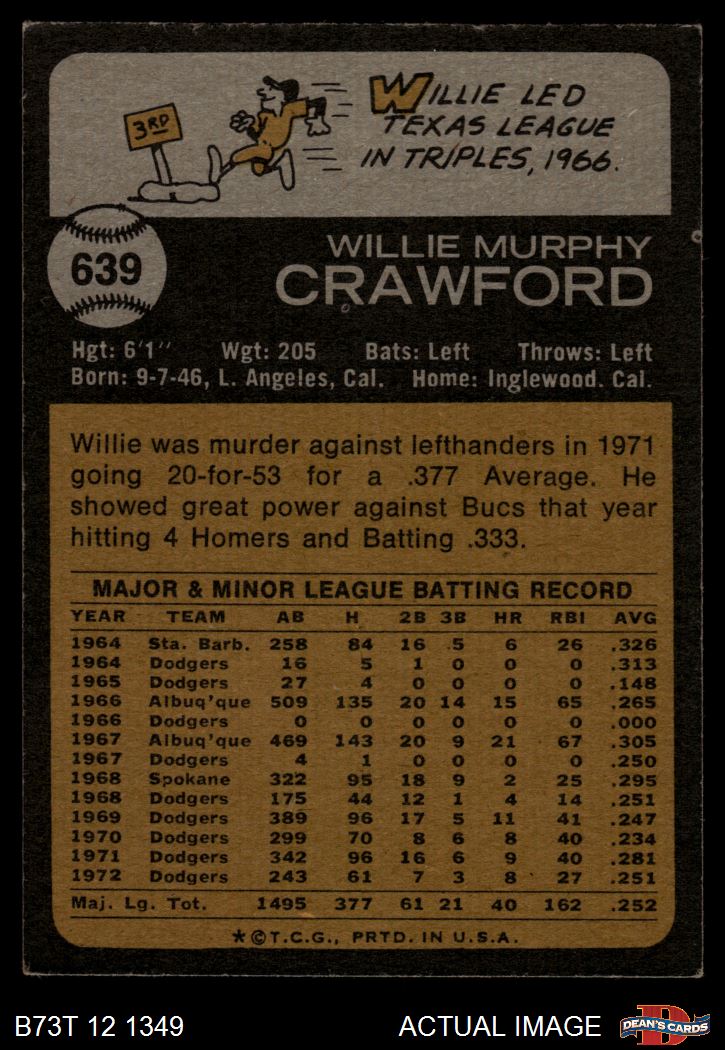 3RD
WILLIE LED
TEXAS LEAGUE
IN TRIPLES, 1966.
639
WILLIE MURPHY
CRAWFORD
Hgt: 6'1" Wgt: 205 Bats: Left Throws: Left
Born: 9-7-46, L. Angeles, Cal. Home: Inglewood. Cal.
Willie was murder against lefthanders in 1971
going 20-for-53 for a .377 Average. He
showed great power against Bucs that year
hitting 4 Homers and Batting .333.
MAJOR & MINOR LEAGUE BATTING RECORD
YEAR TEAM AB H 2B 3B HR RBI AVG
1964 Sta. Barb. 258 84 16 5 6 26 .326
1964 Dodgers 16 5 1 0 0 0 .313
1965 Dodgers 27 4 0 0 0 0 .148
1966 Albuq'que 509 135 20 14 15 65 .265
1966 Dodgers 0 0 0 0 0 0 .000
1967 Albuq'que 469 143 20 9 21 67 .305
1967 Dodgers 4 1 0 0 0 0 .250
1968 Spokane 322 95 18 9 2 25 .295
1968 Dodgers 175 44 12 1 4 14 .251
1969 Dodgers 389 96 17 5 11 41 .247
1970 Dodgers 299 70 8 6 8 40 .234
1971 Dodgers 342 96 16 6 9 40 .281
1972 Dodgers 243 61 7 3 8 27 .251
Maj. Lg. Tot. 1495 377 61 21 40 162 .252
*©T.C.G., PRTD. IN U.S.A.
B73T 12 1349 ACTUAL IMAGE D DEAN'S CARDS